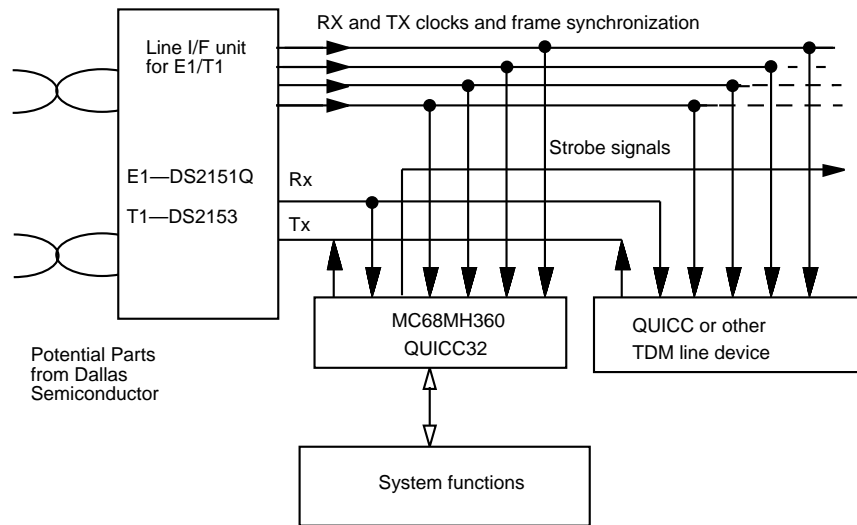 RX and TX clocks and frame synchronization
Line I/F unit
for E1/T1
Strobe signals
E1—DS2151Q
Rx
T1—DS2153
Tx
MC68MH360
QUICC32
QUICC or other
TDM line device
Potential Parts
from Dallas
Semiconductor
System functions